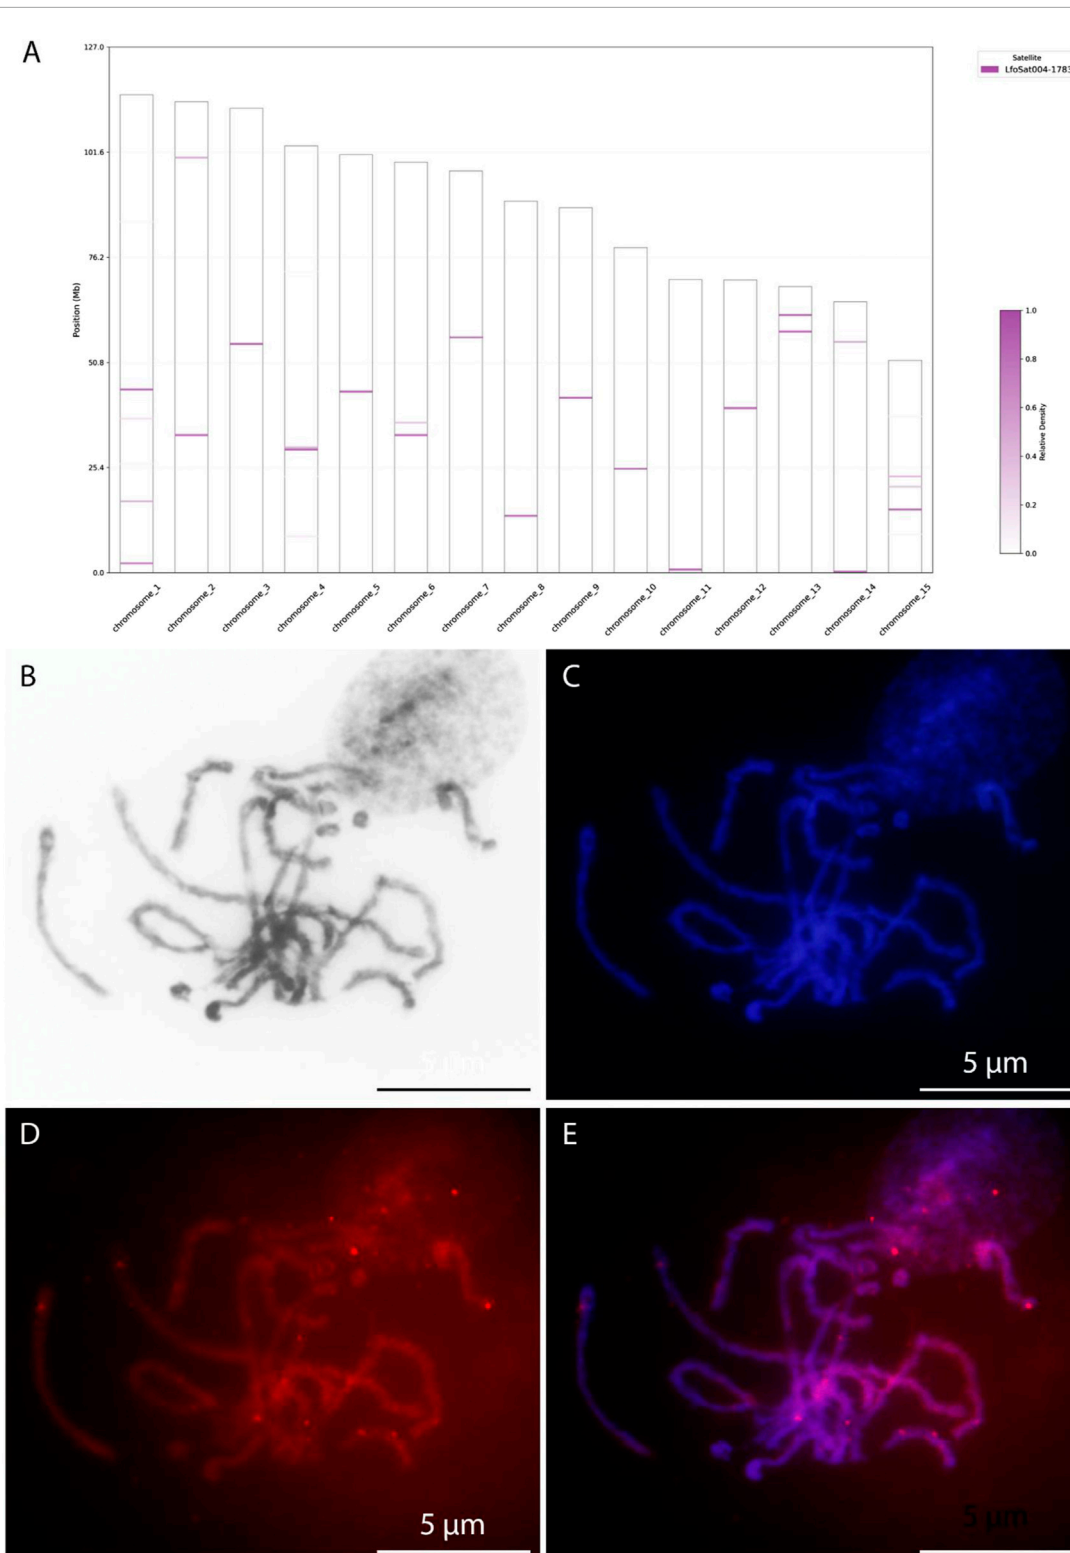 A
127.0
101.6
76.2
50.8
25.4
0.0
Position (Mb)
chromosome_1
chromosome_2
chromosome_3
chromosome_4
chromosome_5
chromosome_6
chromosome_7
chromosome_8
chromosome_9
chromosome_10
chromosome_11
chromosome_12
chromosome_13
chromosome_14
chromosome_15
Satellite
LfoSat004-1783
1.0
0.8
0.6
0.4
0.2
0.0
Relative Density
B
5 µm
C
5 µm
D
5 µm
E
5 µm